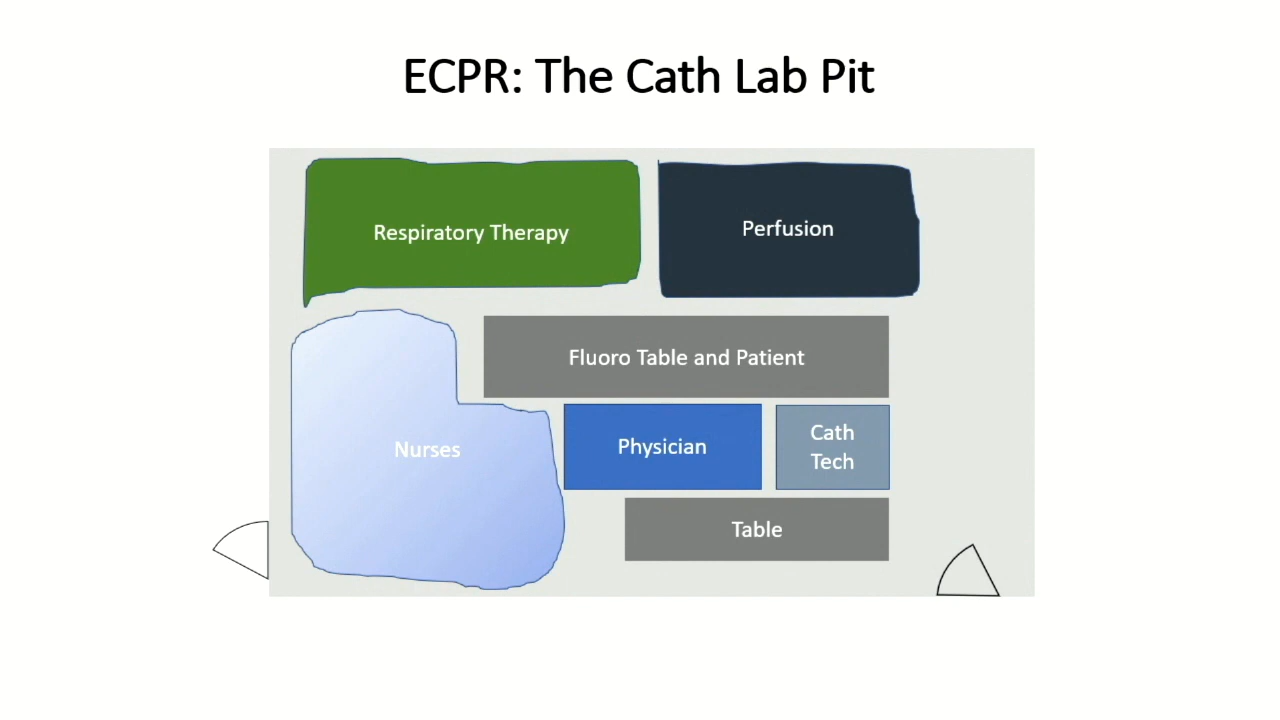 ECPR: The Cath Lab Pit
Respiratory Therapy
Perfusion
Fluoro Table and Patient
Nurses
Physician
Cath
Tech
Table